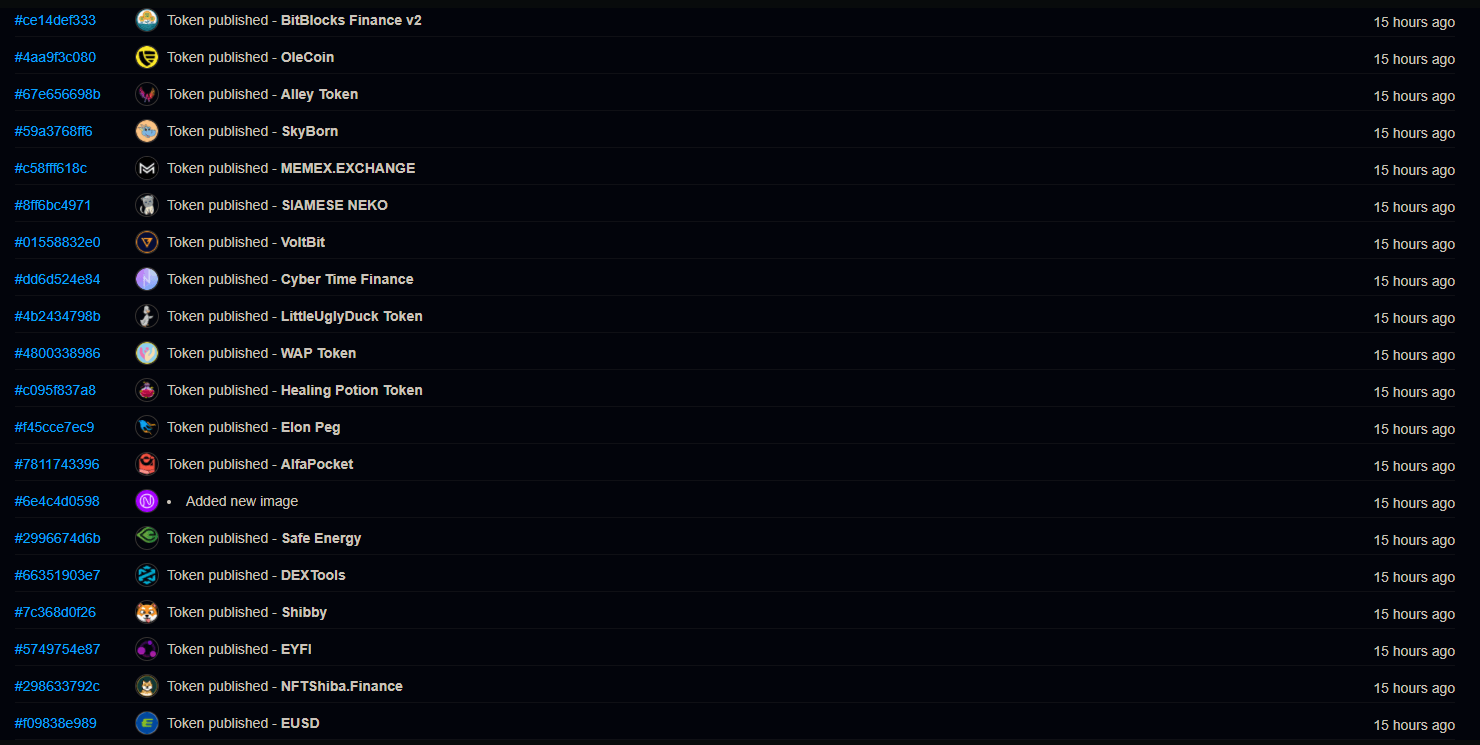 #ce14def333 Token published - BitBlocks Finance v2 15 hours ago
#4aa9f3c080 Token published - OleCoin 15 hours ago
#67e656698b Token published - Alley Token 15 hours ago
#59a3768ff6 Token published - SkyBorn 15 hours ago
#c58fff618c Token published - MEMEX.EXCHANGE 15 hours ago
#8ff6bc4971 Token published - SIAMESE NEKO 15 hours ago
#01558832e0 Token published - VoltBit 15 hours ago
#dd6d524e84 Token published - Cyber Time Finance 15 hours ago
#4b2434798b Token published - LittleUglyDuck Token 15 hours ago
#4800338986 Token published - WAP Token 15 hours ago
#c095f837a8 Token published - Healing Potion Token 15 hours ago
#f45cce7ec9 Token published - Elon Peg 15 hours ago
#7811743396 Token published - AlfaPocket 15 hours ago
#6e4c4d0598 • Added new image 15 hours ago
#2996674d6b Token published - Safe Energy 15 hours ago
#66351903e7 Token published - DEXTools 15 hours ago
#7c368d0f26 Token published - Shibby 15 hours ago
#5749754e87 Token published - EYFI 15 hours ago
#298633792c Token published - NFTShiba.Finance 15 hours ago
#f09838e989 Token published - EUSD 15 hours ago